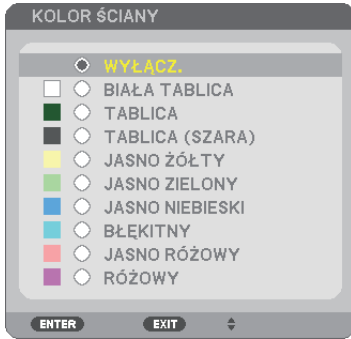 KOLOR ŚCIANY
WYŁĄCZ.
BIAŁA TABLICA
TABLICA
TABLICA (SZARA)
JASNO ŻÓŁTY
JASNO ZIELONY
JASNO NIEBIESKI
BŁĘKITNY
JASNO RÓŻOWY
RÓŻOWY
ENTER EXIT